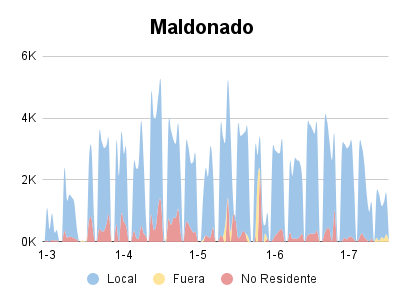 Maldonado
6K
4K
2K
0K
1-3 1-4 1-5 1-6 1-7
Local Fuera No Residente